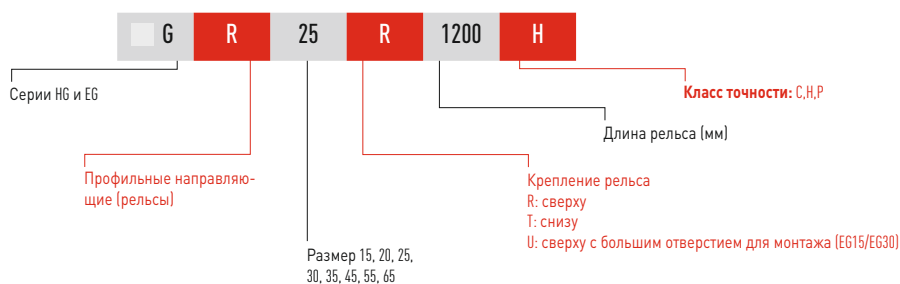 G R 25 R 1200 H
Серии HG и EG
Класс точности: C,H,P
Длина рельса (мм)
Профильные направляю-
щие (рельсы)
Крепление рельса
R: сверху
T: снизу
U: сверху с большим отверстием для монтажа (EG15/EG30)
Размер 15, 20, 25,
30, 35, 45, 55, 65